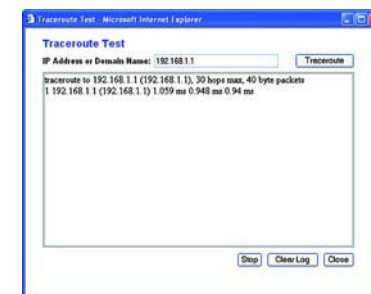 Traceroute Test - Microsoft Internet Explorer
Traceroute Test
IP Address or Domain Name: 192.168.1.1 Traceroute
traceroute to 192.168.1.1 (192.168.1.1), 30 hops max, 40 byte packets
1 192.168.1.1 (192.168.1.1) 1.059 ms 0.948 ms 0.94 ms
Stop Clear Log Close